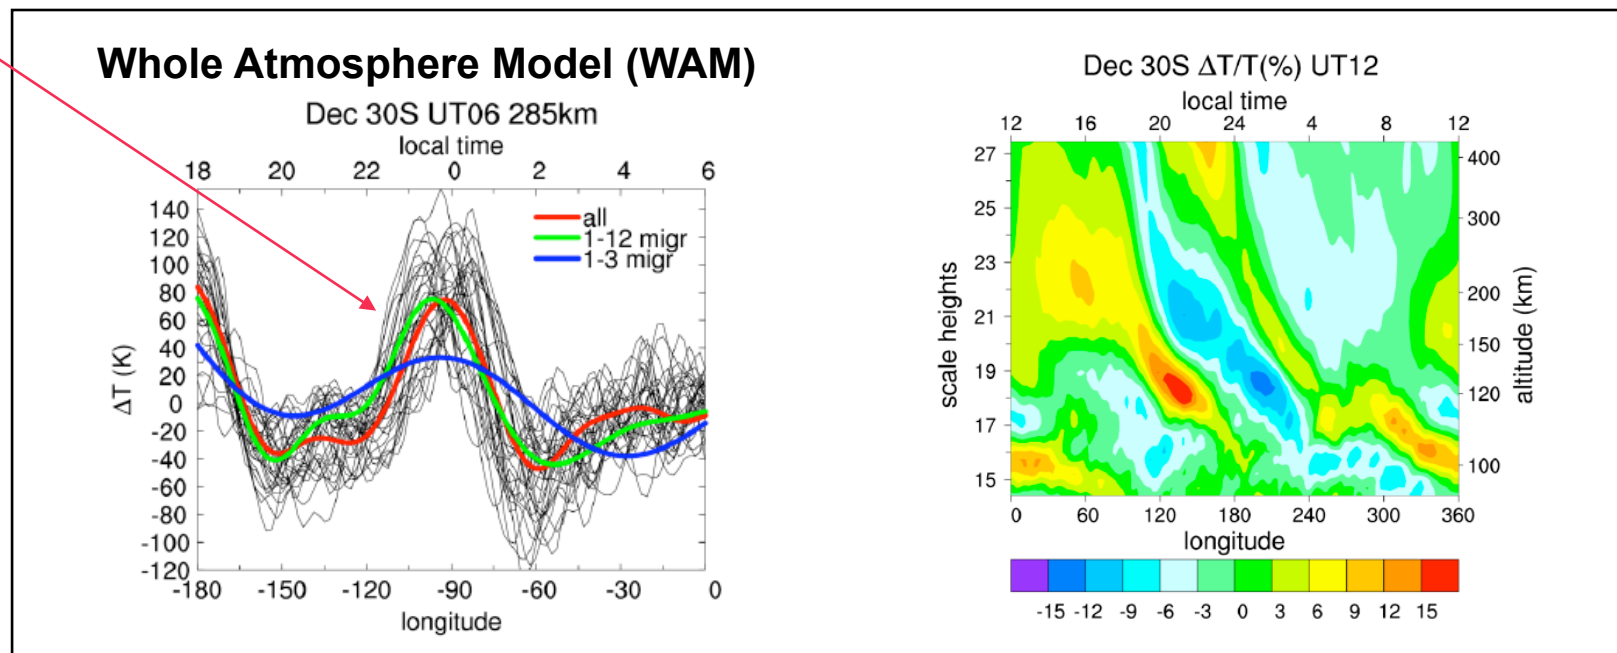 Whole Atmosphere Model (WAM)
Dec 30S UT06 285km
local time
18 20 22 0 2 4 6
140
120
100
80
60
40
20
0
-20
-40
-60
-80
-100
-120
ΔT (K)
all
1-12 migr
1-3 migr
-180 -150 -120 -90 -60 -30 0
longitude
Dec 30S ΔT/T(%) UT12
local time
12 16 20 24 4 8 12
27
25
23
21
19
17
15
scale heights
400
300
200
150
120
100
altitude (km)
0 60 120 180 240 300 360
longitude
-15 -12 -9 -6 -3 0 3 6 9 12 15